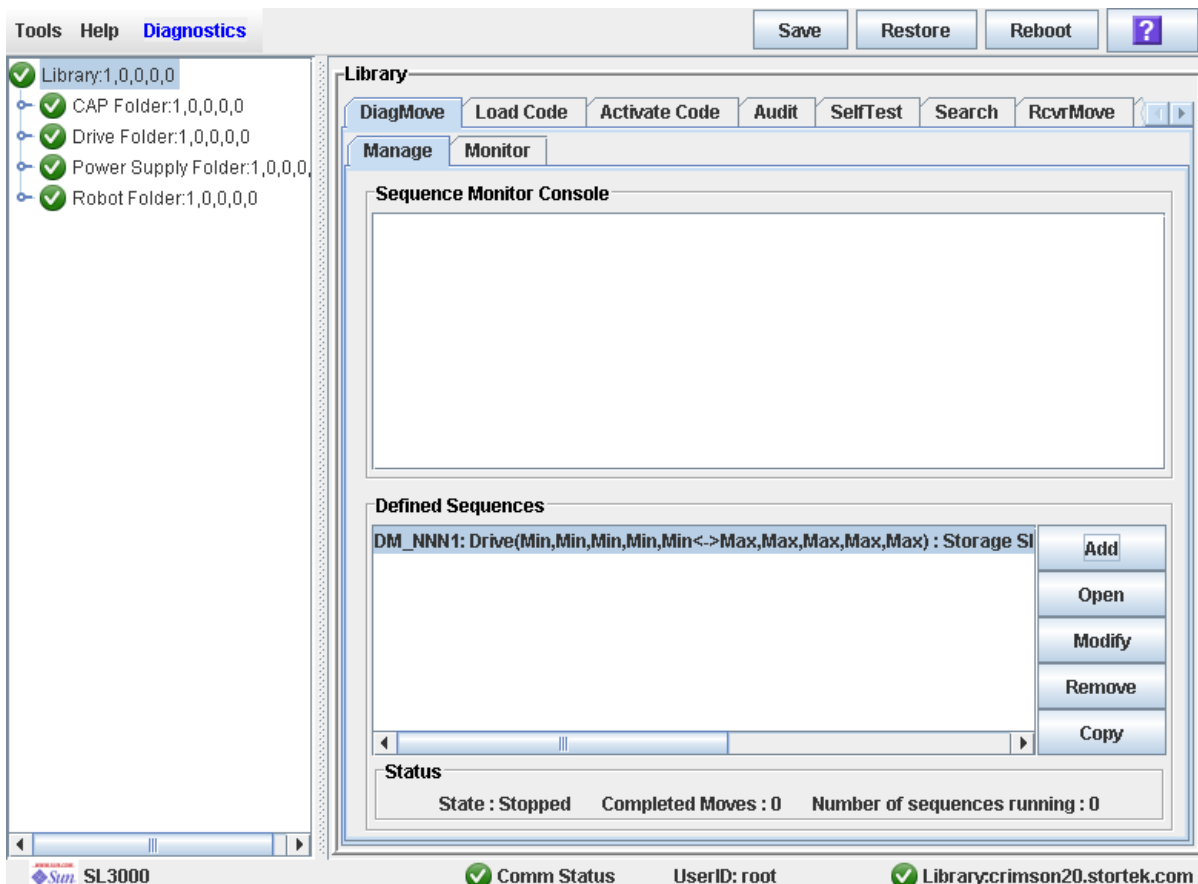 Tools Help Diagnostics
Save Restore Reboot ?
Library:1,0,0,0,0
CAP Folder:1,0,0,0,0
Drive Folder:1,0,0,0,0
Power Supply Folder:1,0,0,0,
Robot Folder:1,0,0,0,0
Library
DiagMove Load Code Activate Code Audit SelfTest Search RcvrMove
Manage Monitor
Sequence Monitor Console
Defined Sequences
DM_NNN1: Drive(Min,Min,Min,Min,Min<->Max,Max,Max,Max,Max) : Storage Sl
Add
Open
Modify
Remove
Copy
Status
State : Stopped Completed Moves : 0 Number of sequences running : 0
Sun SL3000 Comm Status UserID: root Library:crimson20.stortek.com